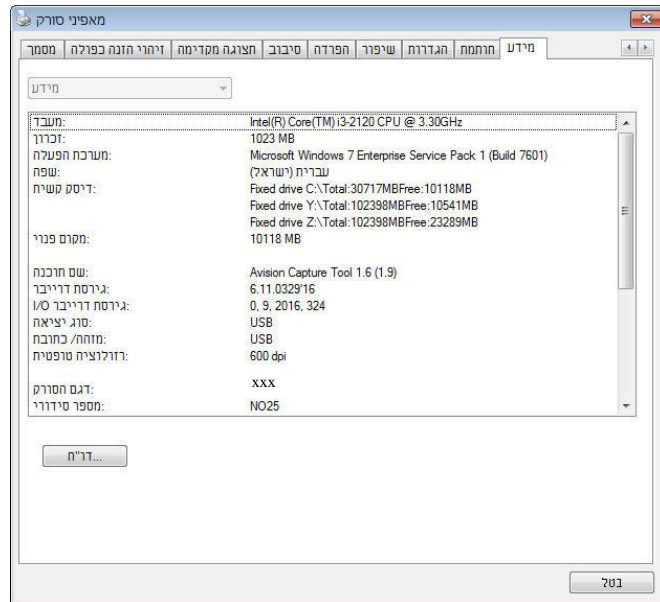 מאפיני סורק
מסמך זיהוי הזנה כפולה תצוגה מקדימה סיבוב הפרדה שיפור הגדרות חותמת מידע
מידע
מעבד: Intel(R) Core(TM) i3-2120 CPU @ 3.30GHz
זכרון: 1023 MB
מערכת הפעלה: Microsoft Windows 7 Enterprise Service Pack 1 (Build 7601)
שפה: עברית (ישראל)
דיסק קשיח: Fixed drive C:\Total:30717MBFree:10118MB
Fixed drive Y:\Total:102398MBFree:10541MB
Fixed drive Z:\Total:102398MBFree:23289MB
מקום פנוי: 10118 MB
שם תוכנה: Avision Capture Tool 1.6 (1.9)
גירסת דרייבר: 6.11.0329'16
גירסת דרייבר I/O: 0, 9, 2016, 324
סוג יציאה: USB
מזהה/ כתובת: USB
רזולוציה טרפטית: 600 dpi
דגם הסורק: xxx
מספר סידורי: NO25
דו"ח...
בטל